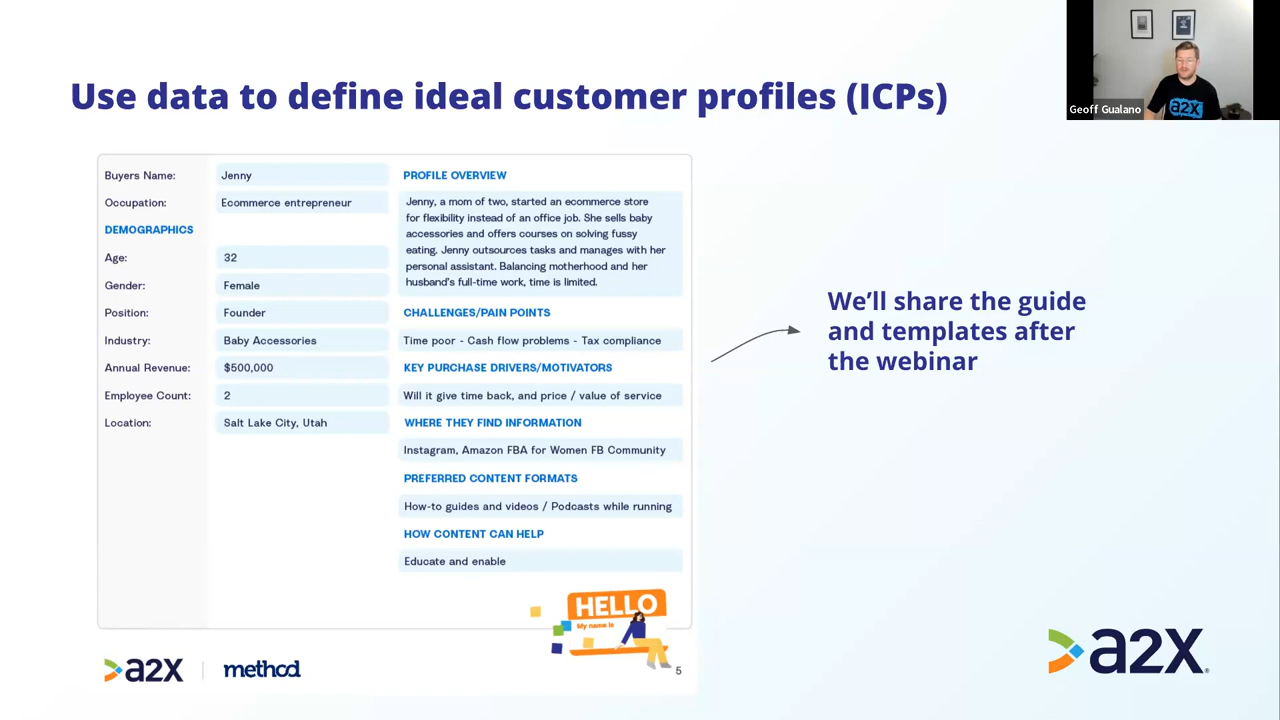 Use data to define ideal customer profiles (ICPs)
Geoff Gualano
a2x
Buyers Name: Jenny
Occupation: Ecommerce entrepreneur
DEMOGRAPHICS
Age: 32
Gender: Female
Position: Founder
Industry: Baby Accessories
Annual Revenue: $500,000
Employee Count: 2
Location: Salt Lake City, Utah
PROFILE OVERVIEW
Jenny, a mom of two, started an ecommerce store
for flexibility instead of an office job. She sells baby
accessories and offers courses on solving fussy
eating. Jenny outsources tasks and manages with her
personal assistant. Balancing motherhood and her
husband's full-time work, time is limited.
CHALLENGES/PAIN POINTS
Time poor - Cash flow problems - Tax compliance
KEY PURCHASE DRIVERS/MOTIVATORS
Will it give time back, and price / value of service
WHERE THEY FIND INFORMATION
Instagram, Amazon FBA for Women FB Community
PREFERRED CONTENT FORMATS
How-to guides and videos / Podcasts while running
HOW CONTENT CAN HELP
Educate and enable
HELLO
My name is
a2x
method
5
We'll share the guide
and templates after
the webinar
a2x